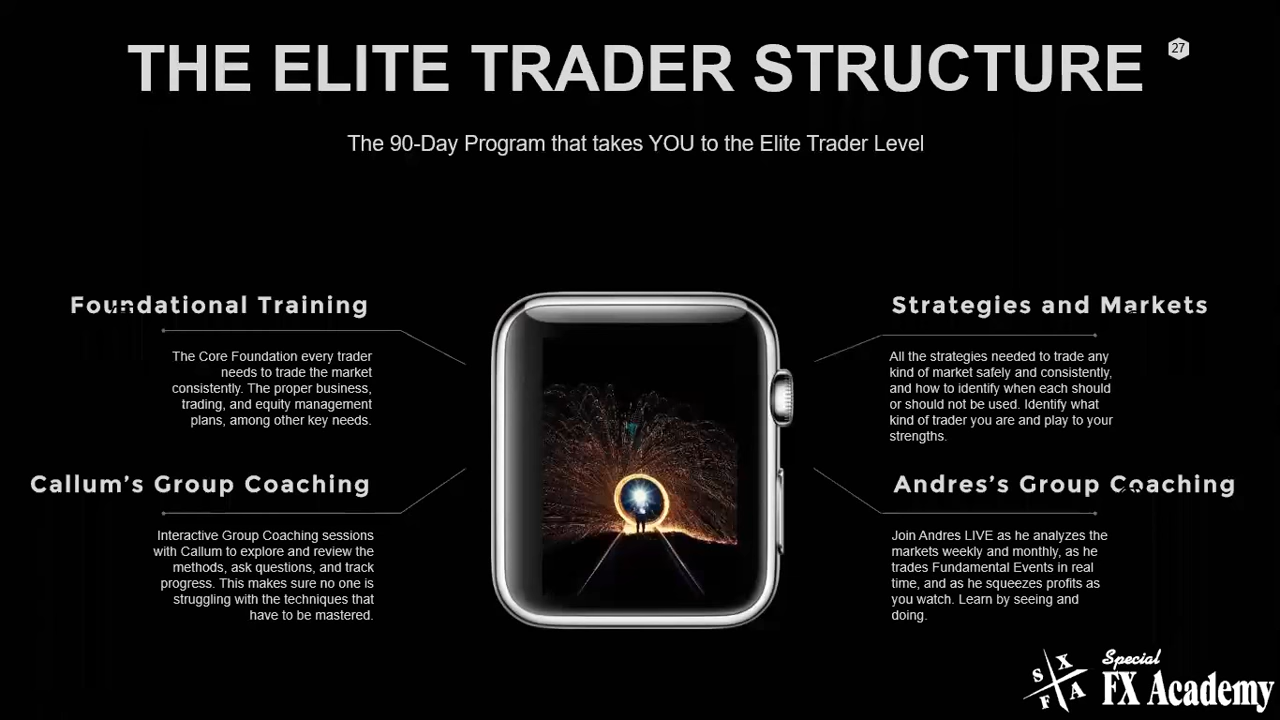 THE ELITE TRADER STRUCTURE
27
The 90-Day Program that takes YOU to the Elite Trader Level
Foundational Training
The Core Foundation every trader
needs to trade the market
consistently. The proper business,
trading, and equity management
plans, among other key needs.
Strategies and Markets
All the strategies needed to trade any
kind of market safely and consistently,
and how to identify when each should
or should not be used. Identify what
kind of trader you are and play to your
strengths.
Callum's Group Coaching
Interactive Group Coaching sessions
with Callum to explore and review the
methods, ask questions, and track
progress. This makes sure no one is
struggling with the techniques that
have to be mastered.
Andres's Group Coaching
Join Andres LIVE as he analyzes the
markets weekly and monthly, as he
trades Fundamental Events in real
time, and as he squeezes profits as
you watch. Learn by seeing and
doing.
S X
F A
Special
FX Academy